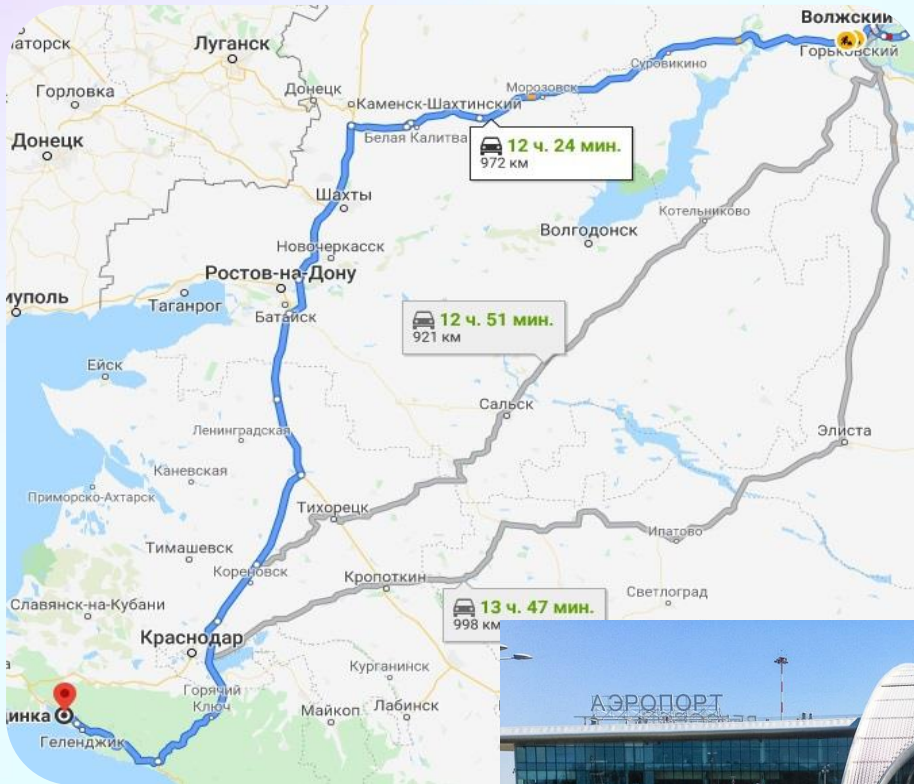 Волжский
Горьковский
Луганск
Донецк
Горловка
Донецк
Каменск-Шахтинский
Белая Калитва
Морозовск
Суровикино
12 ч. 24 мин.
972 км
Шахты
Новочеркасск
Ростов-на-Дону
Таганрог
Батайск
Волгодонск
Котельниково
12 ч. 51 мин.
921 км
Ейск
Сальск
Элиста
Ленинградская
Каневская
Приморско-Ахтарск
Тихорецк
Ипатово
Тимашевск
Кореновск
Кропоткин
Светлоград
Славянск-на-Кубани
13 ч. 47 мин.
998 км
Краснодар
Курганинск
Горячий
Ключ
Майкоп
Лабинск
Геленджик
АЭРОПОРТ